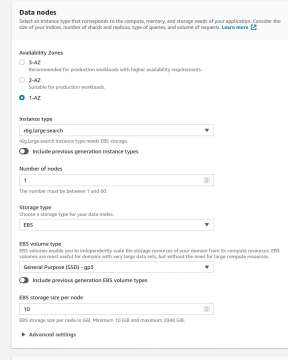 Data nodes
Select an instance type that corresponds to the compute, memory, and storage needs of your application. Consider the
size of your indices, number of shards and replicas, type of queries, and volume of requests. Learn more
Availability Zones
3-AZ
Recommended for production workloads with higher availability requirements.
2-AZ
Suitable for production workloads.
1-AZ
Instance type
r6g.large.search
r6g.large.search instance type needs EBS storage.
Include previous generation instance types
Number of nodes
1
The number must be between 1 and 80.
Storage type
Choose a storage type for your data nodes.
EBS
EBS volume type
EBS volumes enable you to independently scale the storage resources of your domain from its compute resources. EBS
volumes are most useful for domains with very large data sets, but without the need for large compute resources.
General Purpose (SSD) - gp3
Include previous generation EBS volume types
EBS storage size per node
10
EBS storage size per node in GiB. Minimum 10 GiB and maximum 2048 GiB.
Advanced settings